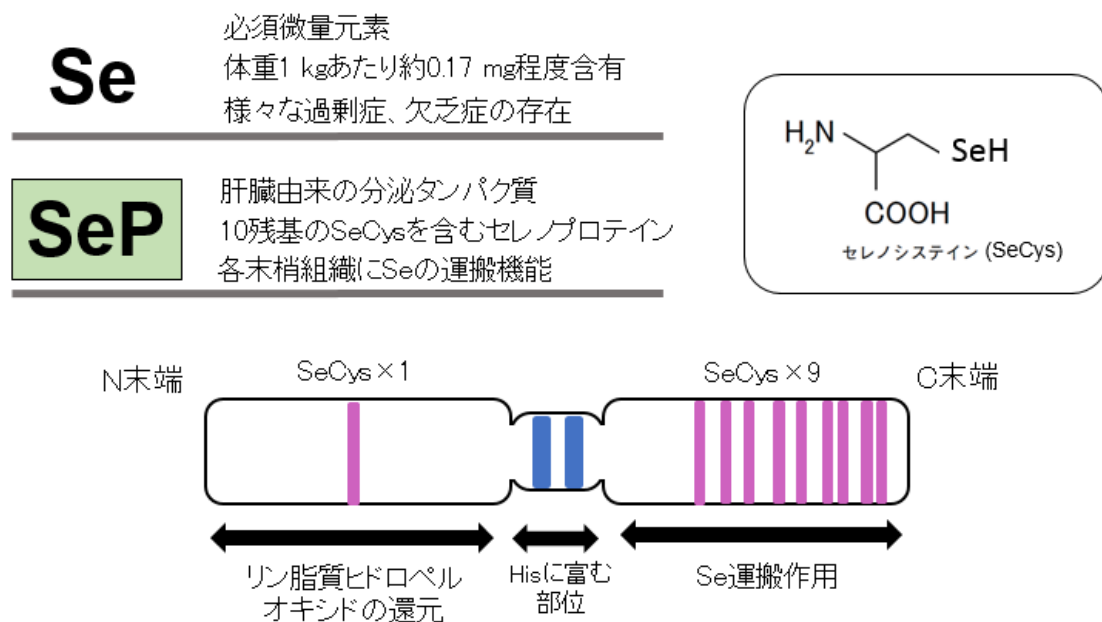 Se
必須微量元素
体重1 kgあたり約0.17 mg程度含有
様々な過剰症、欠乏症の存在
SeP
肝臓由来の分泌タンパク質
10残基のSeCysを含むセレノプロテイン
各末梢組織にSeの運搬機能
H2N
SeH
COOH
セレノシステイン (SeCys)
N末端
SeCys×1
SeCys×9
C末端
リン脂質ヒドロペル
オキシドの還元
Hisに富む
部位
Se運搬作用